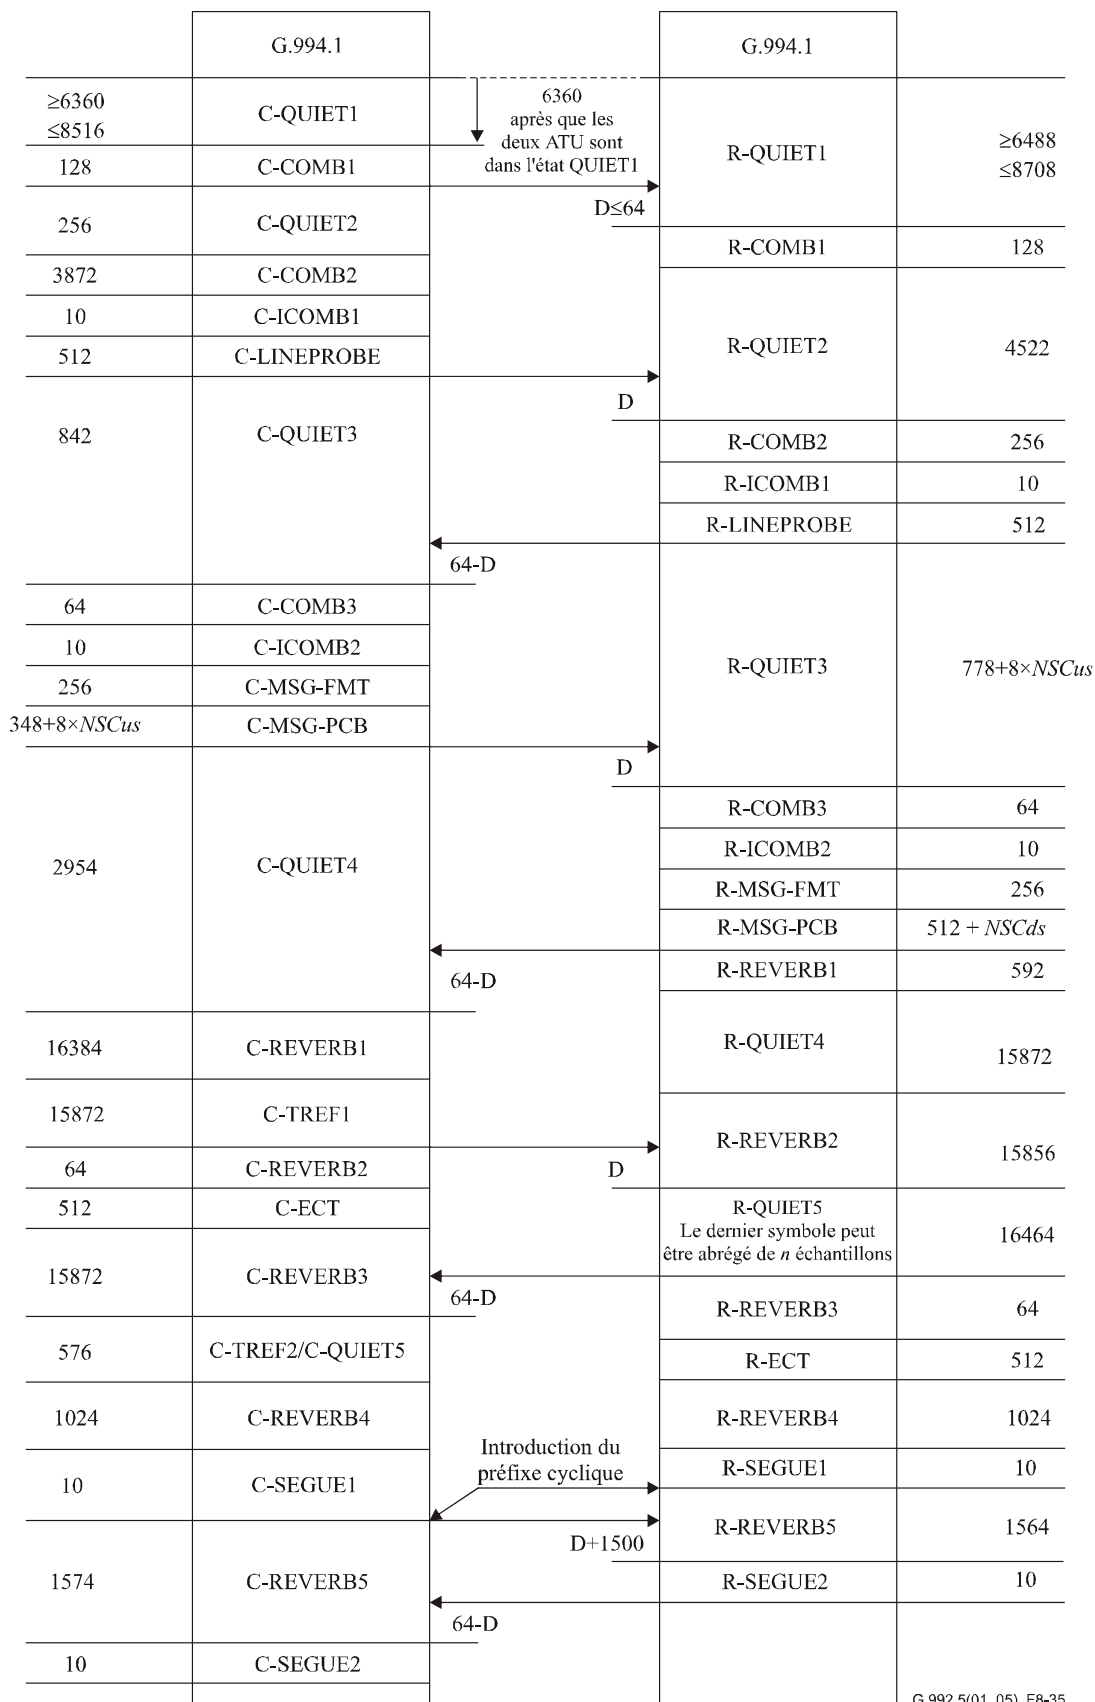 G.994.1
G.994.1
≥6360
≤8516
C-QUIET1
6360
après que les
deux ATU sont
dans l'état QUIET1
R-QUIET1
≥6488
≤8708
128
C-COMB1
D≤64
256
C-QUIET2
R-COMB1
128
3872
C-COMB2
10
C-ICOMB1
R-QUIET2
4522
512
C-LINEPROBE
D
842
C-QUIET3
R-COMB2
256
R-ICOMB1
10
R-LINEPROBE
512
64-D
64
C-COMB3
10
C-ICOMB2
R-QUIET3
778+8×NSCus
256
C-MSG-FMT
348+8×NSCus
C-MSG-PCB
D
R-COMB3
64
2954
C-QUIET4
R-ICOMB2
10
R-MSG-FMT
256
R-MSG-PCB
512 + NSCds
64-D
R-REVERB1
592
16384
C-REVERB1
R-QUIET4
15872
15872
C-TREF1
R-REVERB2
15856
64
C-REVERB2
D
512
C-ECT
R-QUIET5
Le dernier symbole peut
être abrégé de n échantillons
16464
15872
C-REVERB3
64-D
R-REVERB3
64
576
C-TREF2/C-QUIET5
R-ECT
512
1024
C-REVERB4
R-REVERB4
1024
Introduction du
préfixe cyclique
10
C-SEGUE1
R-SEGUE1
10
R-REVERB5
1564
D+1500
1574
C-REVERB5
R-SEGUE2
10
64-D
10
C-SEGUE2
G.992.5(01_05)_F8-35